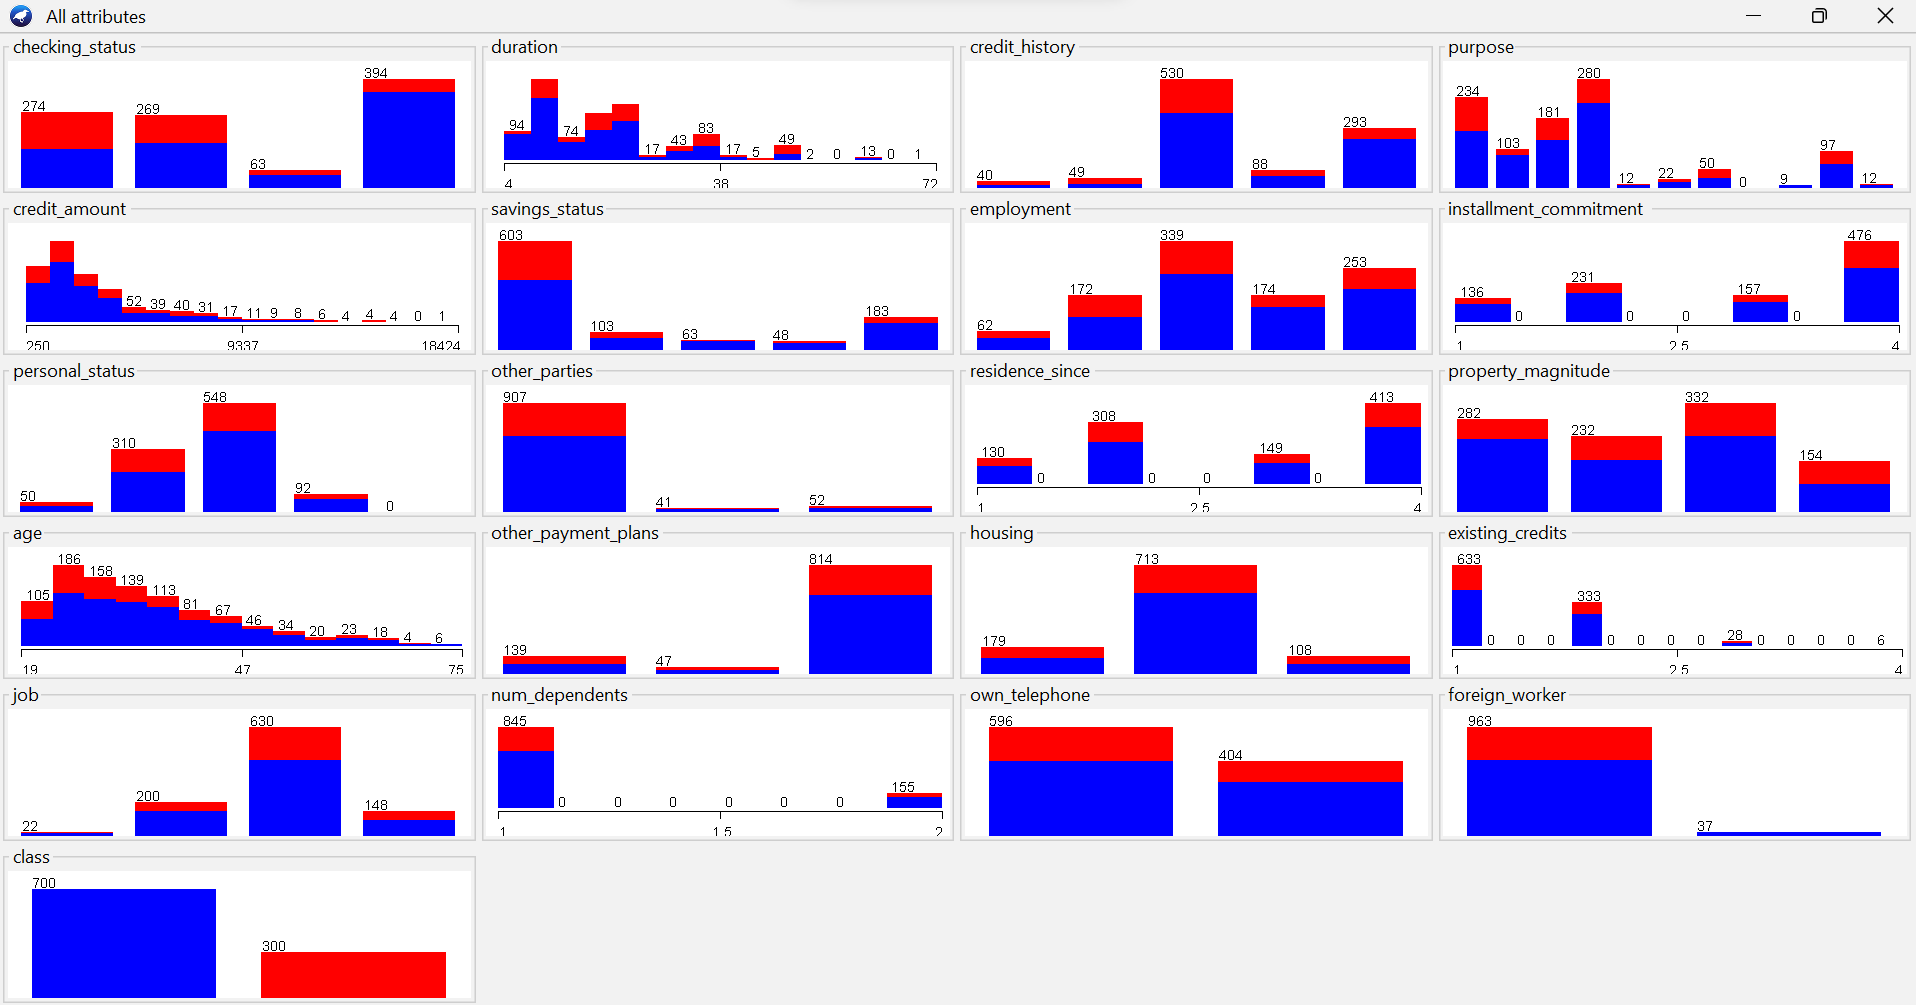 All attributes
checking_status
274 269 63 394
duration
94 74 17 43 83 17 5 49 2 0 13 0 1
4 38 72
credit_history
40 49 530 88 293
purpose
234 103 181 280 12 22 50 0 9 97 12
credit_amount
52 39 40 31 17 11 9 8 6 4 4 4 0 1
250 9337 18424
savings_status
603 103 63 48 183
employment
62 172 339 174 253
installment_commitment
136 0 231 0 0 157 0 476
1 2.5 4
personal_status
50 310 548 92 0
other_parties
907 41 52
residence_since
130 0 308 0 0 149 0 413
1 2.5 4
property_magnitude
282 232 332 154
age
105 186 158 139 113 81 67 46 34 20 23 18 4 6
19 47 75
other_payment_plans
139 47 814
housing
179 713 108
existing_credits
633 0 0 0 333 0 0 0 0 28 0 0 0 0 6
1 2.5 4
job
22 200 630 148
num_dependents
845 0 0 0 0 0 0 155
1 1.5 2
own_telephone
596 404
foreign_worker
963 37
class
700 300